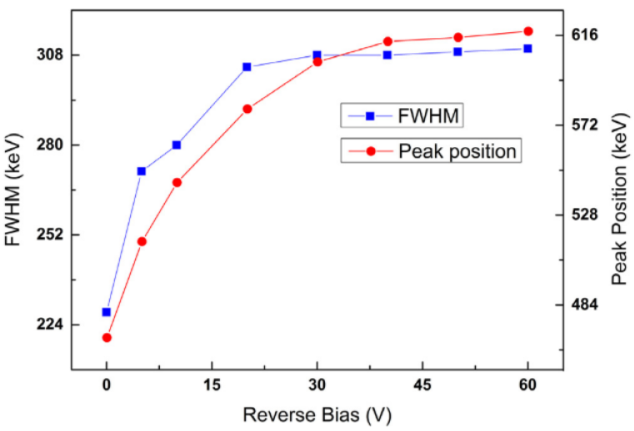 308
280
252
224
FWHM (keV)
616
572
528
484
Peak Position (keV)
FWHM
Peak position
0
15
30
45
60
Reverse Bias (V)